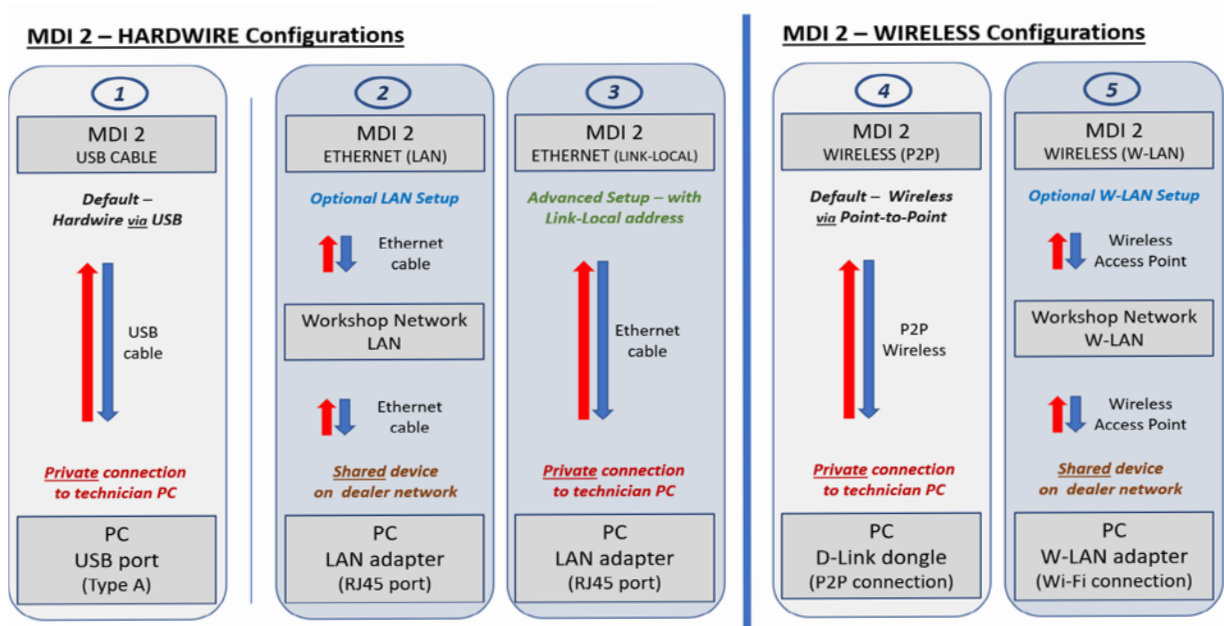 MDI 2 – HARDWIRE Configurations
1
MDI 2
USB CABLE
Default –
Hardwire via USB
USB
cable
Private connection
to technician PC
PC
USB port
(Type A)
2
MDI 2
ETHERNET (LAN)
Optional LAN Setup
Ethernet
cable
Workshop Network
LAN
Ethernet
cable
Shared device
on dealer network
PC
LAN adapter
(RJ45 port)
3
MDI 2
ETHERNET (LINK-LOCAL)
Advanced Setup – with
Link-Local address
Ethernet
cable
Private connection
to technician PC
PC
LAN adapter
(RJ45 port)
MDI 2 – WIRELESS Configurations
4
MDI 2
WIRELESS (P2P)
Default – Wireless
via Point-to-Point
P2P
Wireless
Private connection
to technician PC
PC
D-Link dongle
(P2P connection)
5
MDI 2
WIRELESS (W-LAN)
Optional W-LAN Setup
Wireless
Access Point
Workshop Network
W-LAN
Wireless
Access Point
Shared device
on dealer network
PC
W-LAN adapter
(Wi-Fi connection)